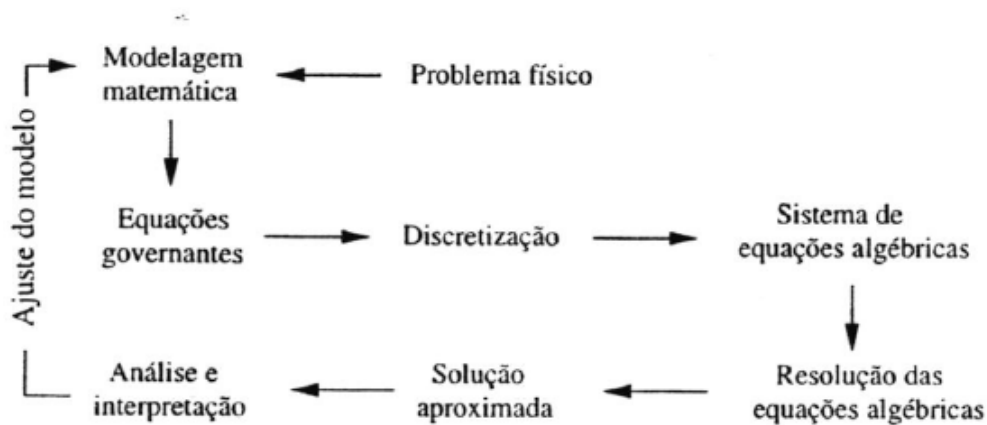 Modelagem
matemática
Problema físico
Ajuste do modelo
Equações
governantes
Discretização
Sistema de
equações algébricas
Análise e
interpretação
Solução
aproximada
Resolução das
equações algébricas